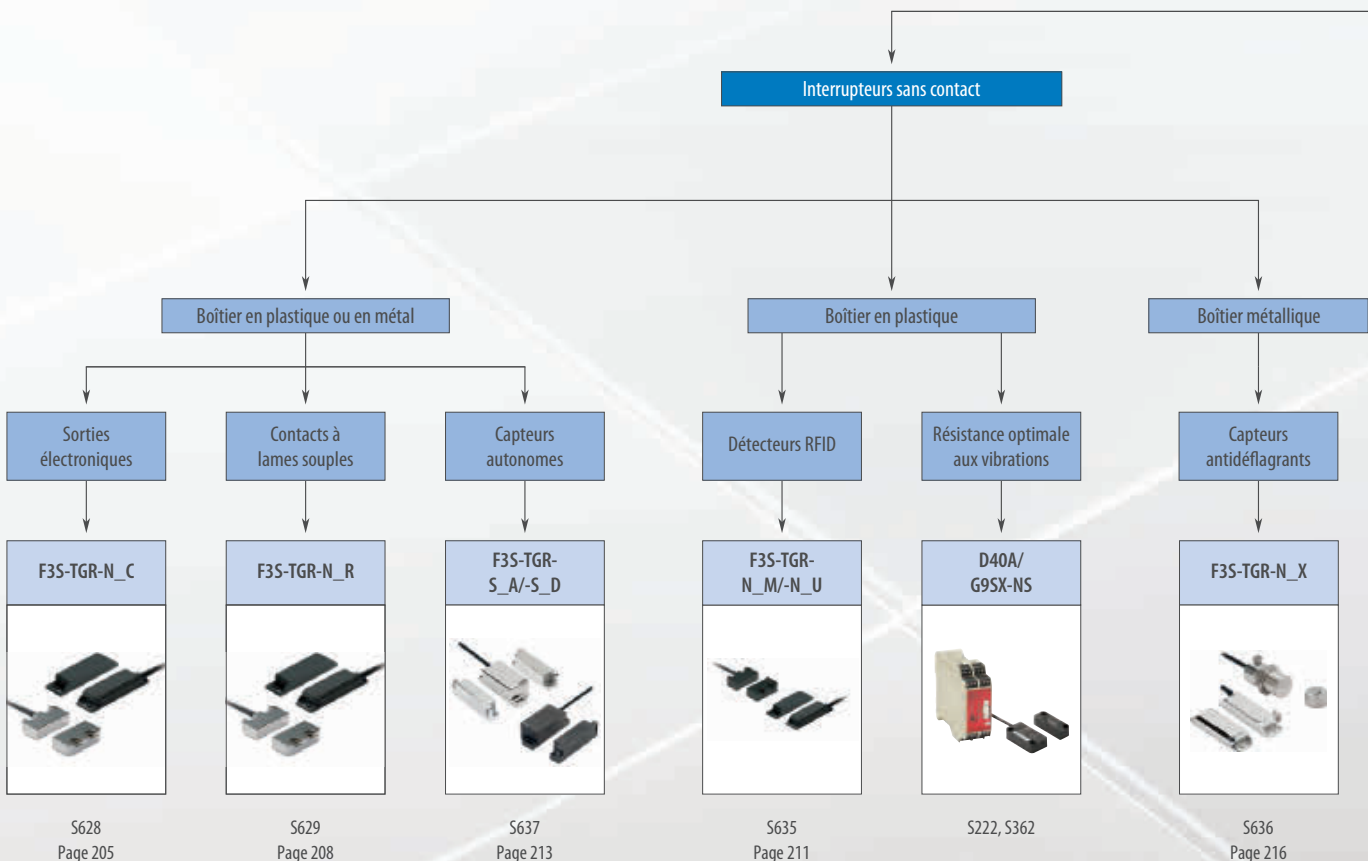 Interrupteurs sans contact
Boîtier en plastique ou en métal
Boîtier en plastique
Boîtier métallique
Sorties
électroniques
Contacts à
lames souples
Capteurs
autonomes
Détecteurs RFID
Résistance optimale
aux vibrations
Capteurs
antidéflagrants
F3S-TGR-N_C
F3S-TGR-N_R
F3S-TGR-
S_A/-S_D
F3S-TGR-
N_M/-N_U
D40A/
G9SX-NS
F3S-TGR-N_X
S628
Page 205
S629
Page 208
S637
Page 213
S635
Page 211
S222, S362
S636
Page 216